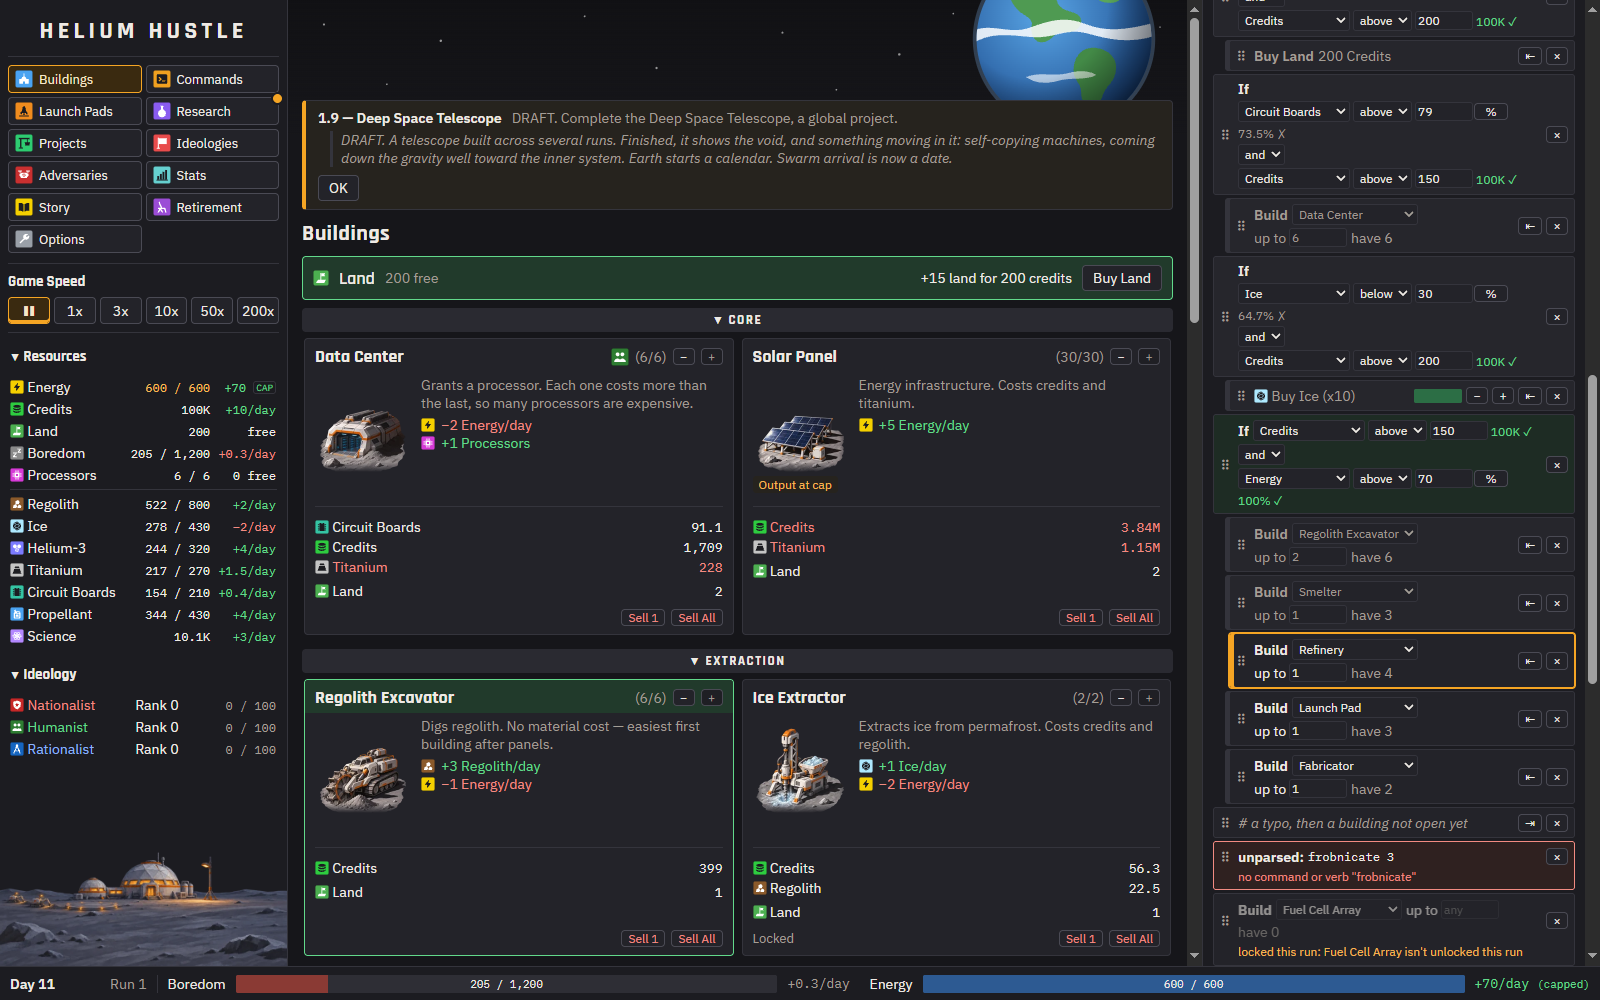 HELIUM HUSTLE
Buildings
Commands
Launch Pads
Research
Projects
Ideologies
Adversaries
Stats
Story
Retirement
Options
Game Speed
1x
3x
10x
50x
200x
▼ Resources
Energy 600 / 600 +70 CAP
Credits 100K +10/day
Land 200 free
Boredom 205 / 1,200 +0.3/day
Processors 6 / 6 0 free
Regolith 522 / 800 +2/day
Ice 278 / 430 −2/day
Helium-3 244 / 320 +4/day
Titanium 217 / 270 +1.5/day
Circuit Boards 154 / 210 +0.4/day
Propellant 344 / 430 +4/day
Science 10.1K +3/day
▼ Ideology
Nationalist Rank 0 0 / 100
Humanist Rank 0 0 / 100
Rationalist Rank 0 0 / 100
1.9 — Deep Space Telescope DRAFT. Complete the Deep Space Telescope, a global project.
DRAFT. A telescope built across several runs. Finished, it shows the void, and something moving in it: self-copying machines, coming
down the gravity well toward the inner system. Earth starts a calendar. Swarm arrival is now a date.
OK
Buildings
Land 200 free +15 land for 200 credits Buy Land
▼ CORE
Data Center (6/6) − +
Grants a processor. Each one costs more than
the last, so many processors are expensive.
−2 Energy/day
+1 Processors
Circuit Boards 91.1
Credits 1,709
Titanium 228
Land 2
Sell 1 Sell All
Solar Panel (30/30) − +
Energy infrastructure. Costs credits and
titanium.
+5 Energy/day
Output at cap
Credits 3.84M
Titanium 1.15M
Land 2
Sell 1 Sell All
▼ EXTRACTION
Regolith Excavator (6/6) − +
Digs regolith. No material cost — easiest first
building after panels.
+3 Regolith/day
−1 Energy/day
Credits 399
Land 1
Sell 1 Sell All
Ice Extractor (2/2) − +
Extracts ice from permafrost. Costs credits and
regolith.
+1 Ice/day
−2 Energy/day
Credits 56.3
Regolith 22.5
Land 1
Locked Sell 1 Sell All
Credits above 200 100K ✓
Buy Land 200 Credits ⇤ ×
If
Circuit Boards above 79 %
73.5% ✗ ×
and
Credits above 150 100K ✓
Build Data Center
up to 6 have 6 ⇤ ×
If
Ice below 30 %
64.7% ✗ ×
and
Credits above 200 100K ✓
Buy Ice (x10) − + ⇤ ×
If Credits above 150 100K ✓
and ×
Energy above 70 %
100% ✓
Build Regolith Excavator
up to 2 have 6 ⇤ ×
Build Smelter
up to 1 have 3 ⇤ ×
Build Refinery
up to 1 have 4 ⇤ ×
Build Launch Pad
up to 1 have 3 ⇤ ×
Build Fabricator
up to 1 have 2 ⇤ ×
# a typo, then a building not open yet ⇥ ×
unparsed: frobnicate 3 ×
no command or verb "frobnicate"
Build Fuel Cell Array up to any ×
have 0
locked this run: Fuel Cell Array isn't unlocked this run
Day 11 Run 1 Boredom 205 / 1,200 +0.3/day Energy 600 / 600 +70/day (capped)